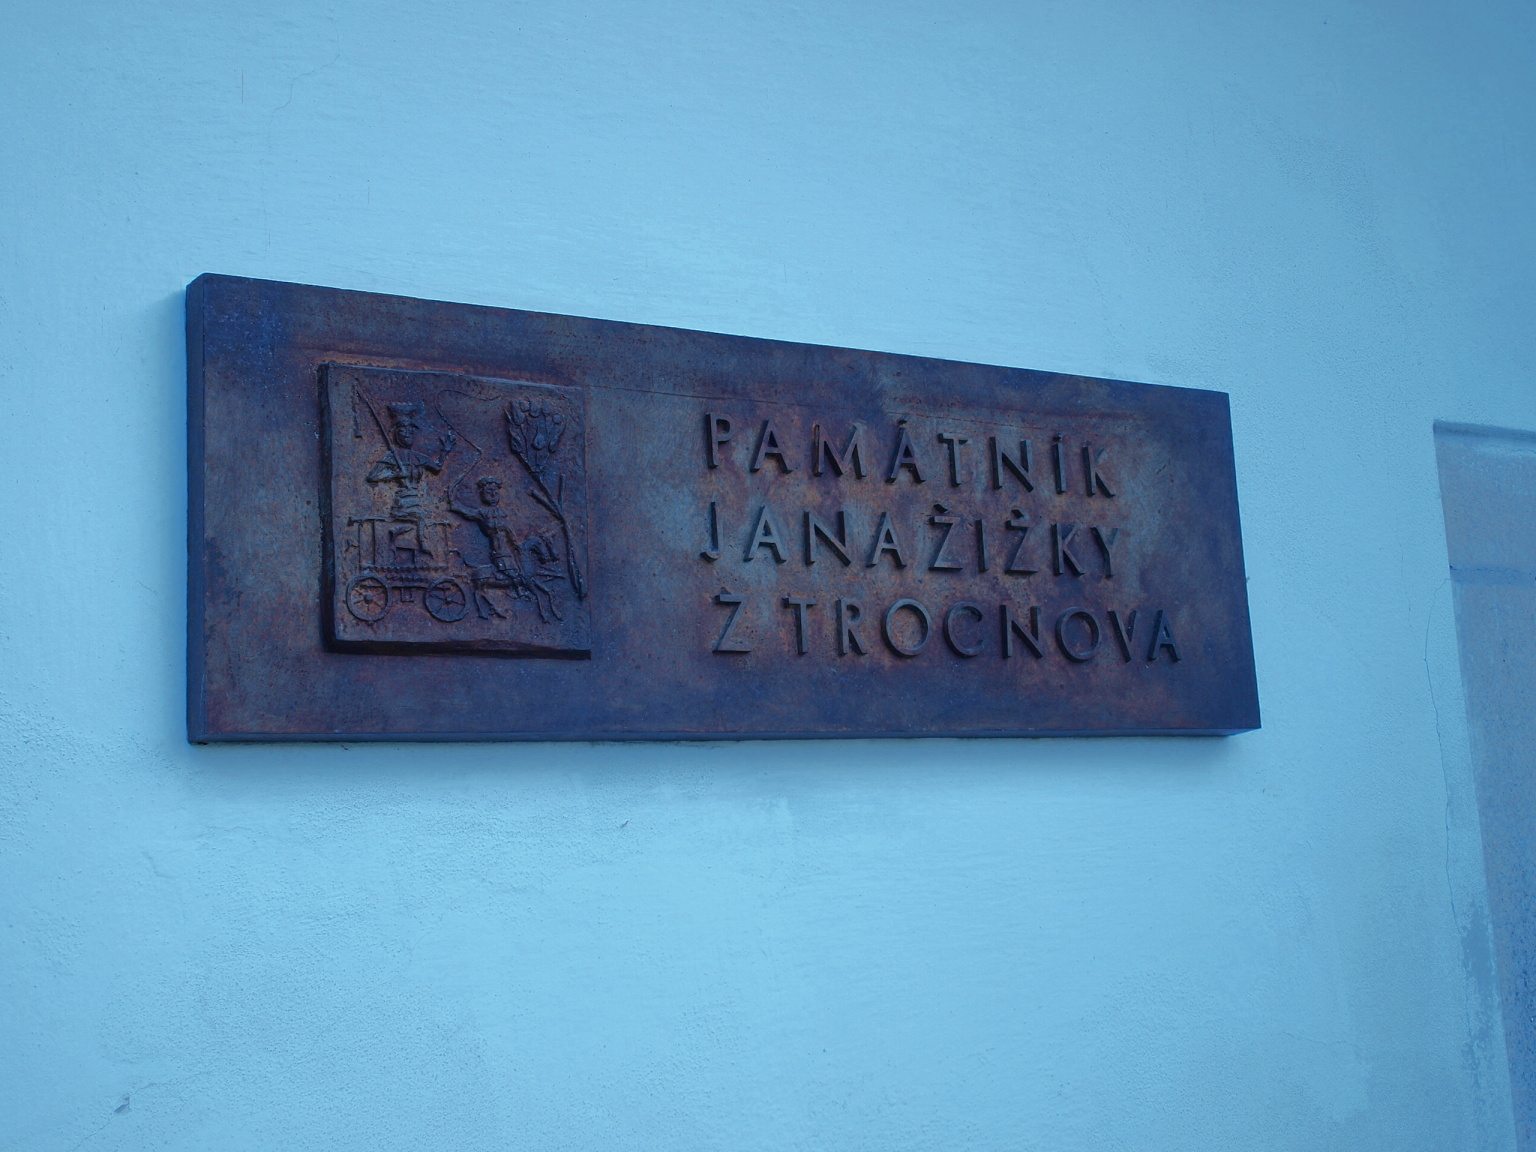 PAMÁTNÍK
JANA ŽIŽKY
Z TROCNOVA